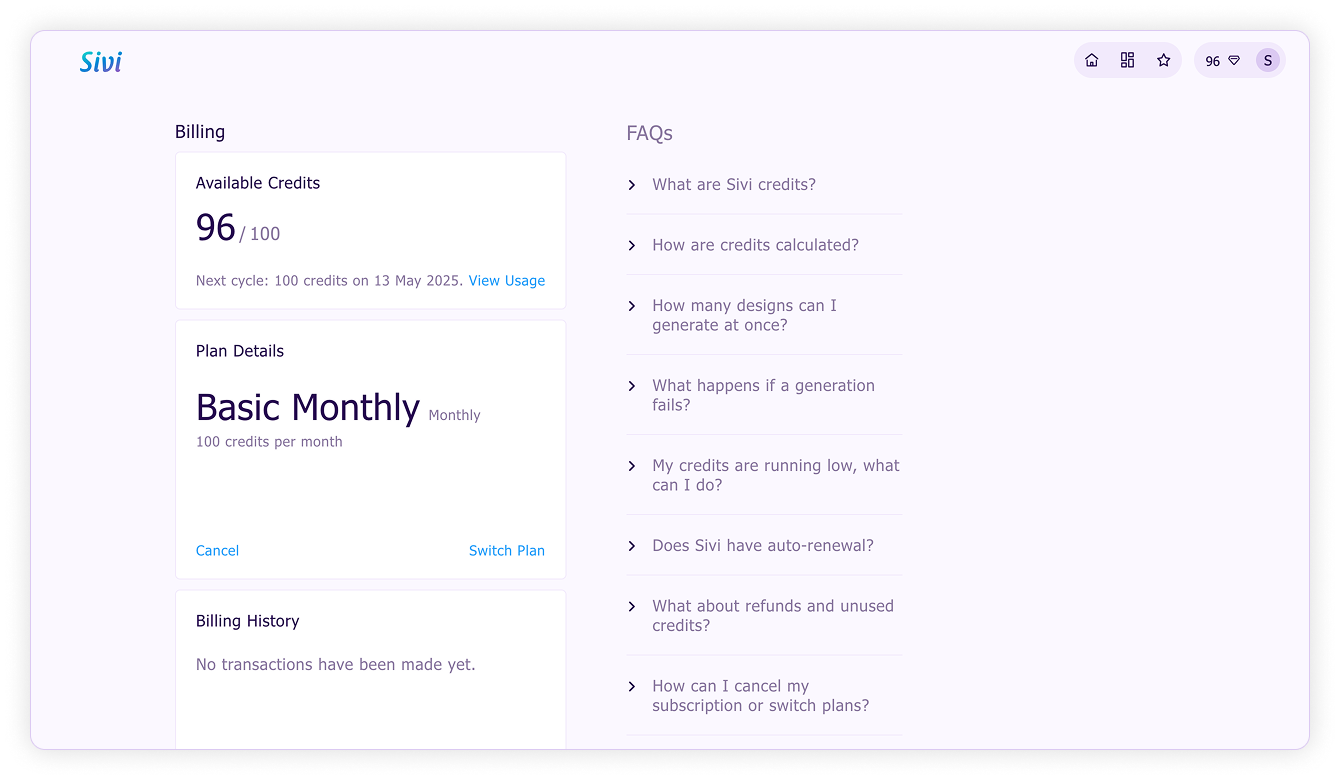 Sivi
96
S
Billing
Available Credits
96 / 100
Next cycle: 100 credits on 13 May 2025. View Usage
Plan Details
Basic Monthly Monthly
100 credits per month
Cancel
Switch Plan
Billing History
No transactions have been made yet.
FAQs
What are Sivi credits?
How are credits calculated?
How many designs can I
generate at once?
What happens if a generation
fails?
My credits are running low, what
can I do?
Does Sivi have auto-renewal?
What about refunds and unused
credits?
How can I cancel my
subscription or switch plans?